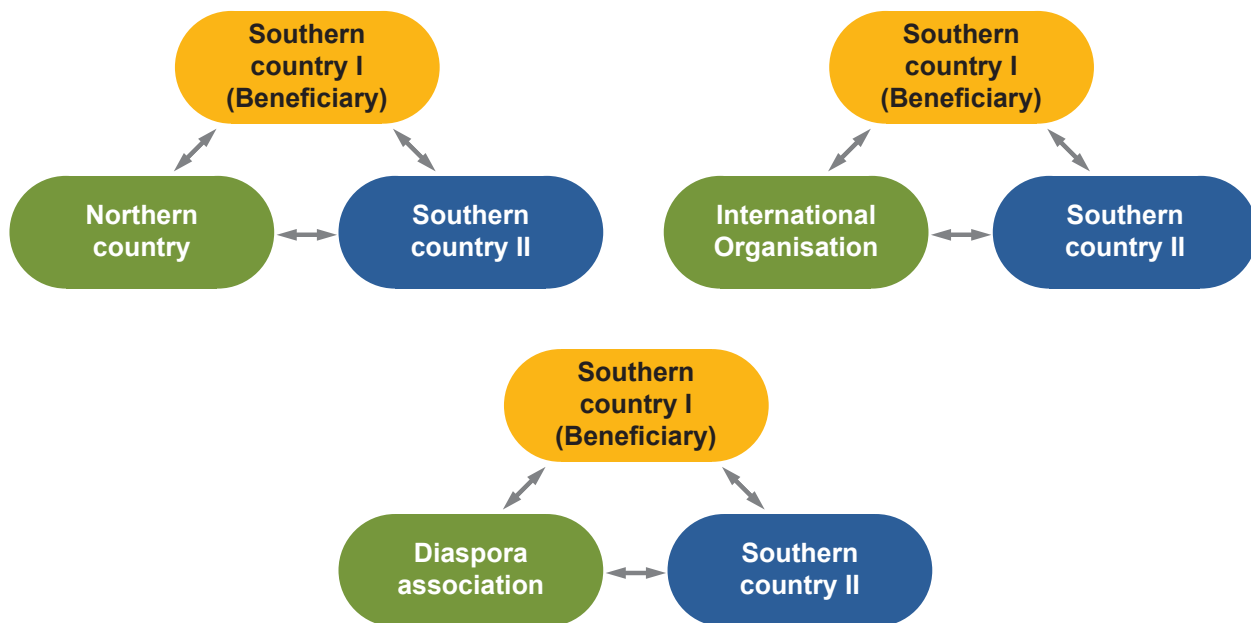 Southern
country I
(Beneficiary)
Northern
country
Southern
country II
Southern
country I
(Beneficiary)
International
Organisation
Southern
country II
Southern
country I
(Beneficiary)
Diaspora
association
Southern
country II